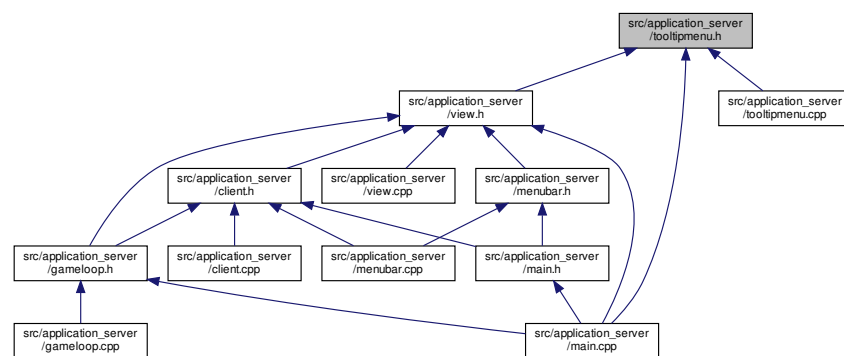 src/application_server
/tooltipmenu.h
src/application_server
/view.h
src/application_server
/tooltipmenu.cpp
src/application_server
/client.h
src/application_server
/view.cpp
src/application_server
/menubar.h
src/application_server
/gameloop.h
src/application_server
/client.cpp
src/application_server
/menubar.cpp
src/application_server
/main.h
src/application_server
/gameloop.cpp
src/application_server
/main.cpp